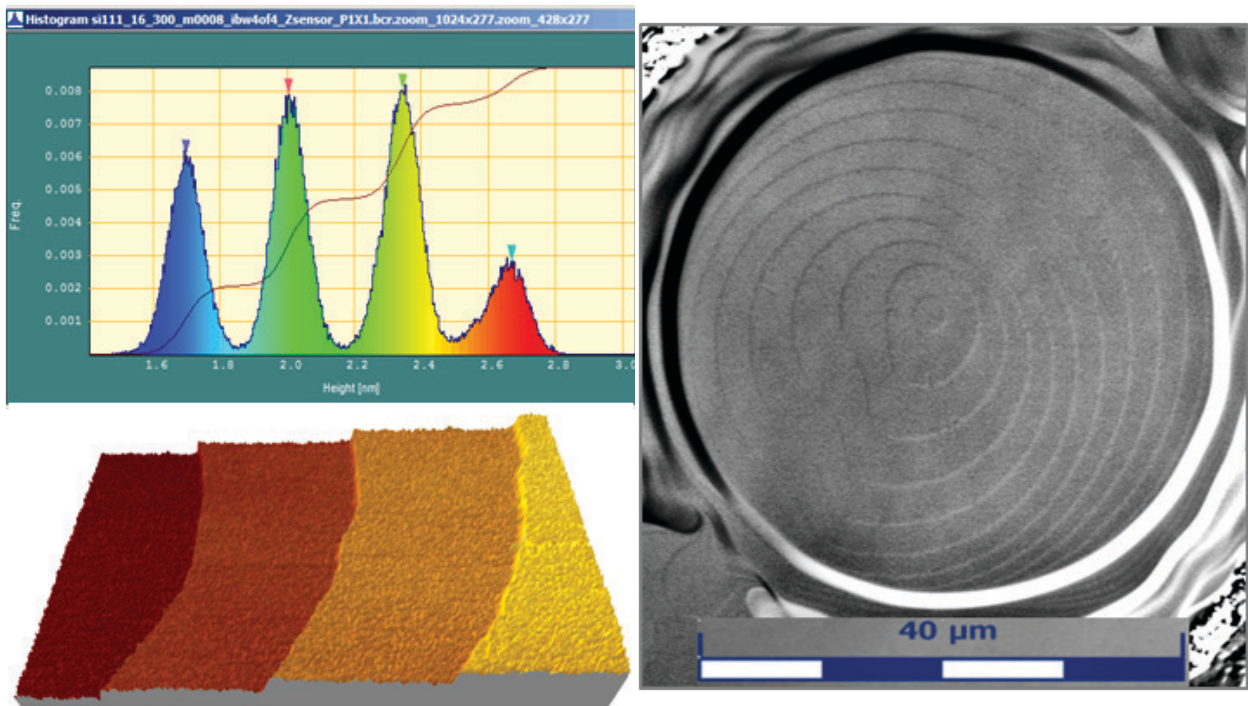 Histogram si111_16_300_m0008_ibw4of4_Zsensor_P1X1.bcr.zoom_1024x277.zoom_428x277
0.008
0.007
0.006
0.005
0.004
0.003
0.002
0.001
Freq.
1.6 1.8 2.0 2.2 2.4 2.6 2.8 3.0
Height [nm]
40 µm